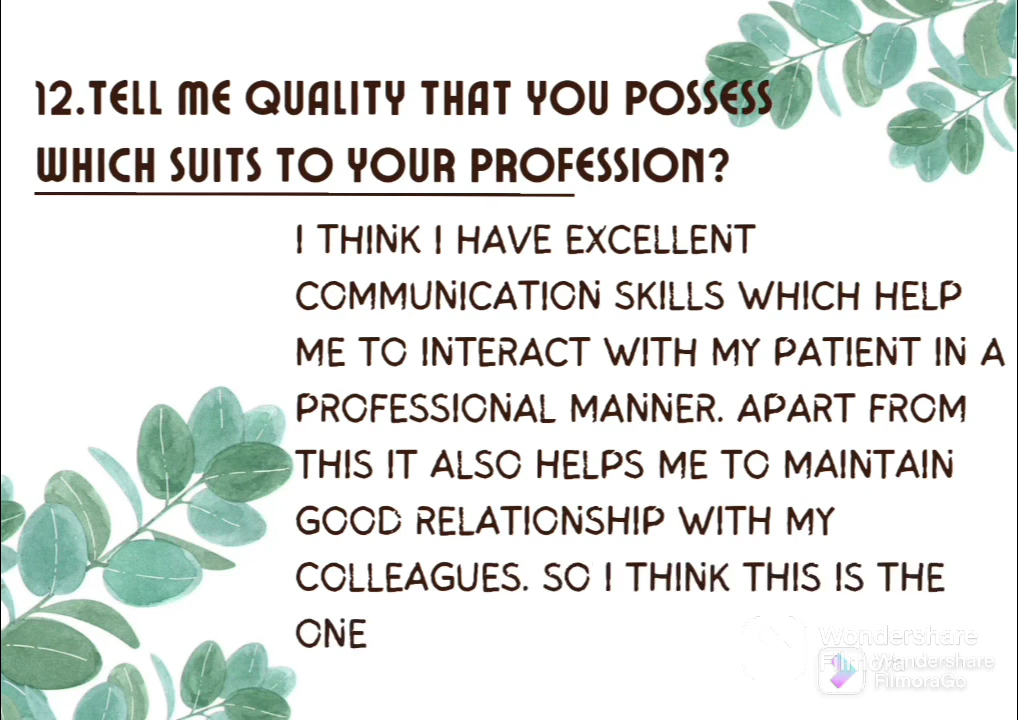 12.TELL ME QUALITY THAT YOU POSSESS
WHICH SUITS TO YOUR PROFESSION?
I THINK I HAVE EXCELLENT
COMMUNICATION SKILLS WHICH HELP
ME TO INTERACT WITH MY PATIENT IN A
PROFESSIONAL MANNER. APART FROM
THIS IT ALSO HELPS ME TO MAINTAIN
GOOD RELATIONSHIP WITH MY
COLLEAGUES. SO I THINK THIS IS THE
ONE
Wondershare
Filmora
Wondershare
FilmoraGo